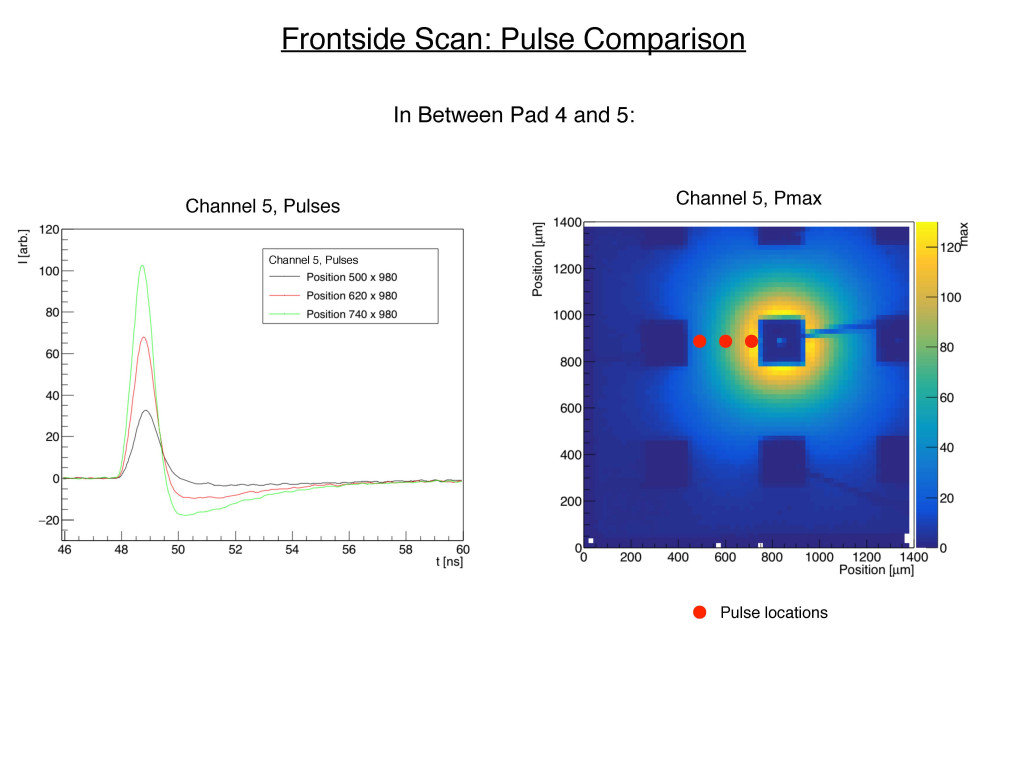 Frontside Scan: Pulse Comparison
In Between Pad 4 and 5:
Channel 5, Pulses
I [arb.]
120
100
80
60
40
20
0
−20
Channel 5, Pulses
Position 500 x 980
Position 620 x 980
Position 740 x 980
46 48 50 52 54 56 58 60
t [ns]
Channel 5, Pmax
Position [μm]
1400
1200
1000
800
600
400
200
0
0 200 400 600 800 1000 1200 1400
Position [μm]
max
120
100
80
60
40
20
0
Pulse locations